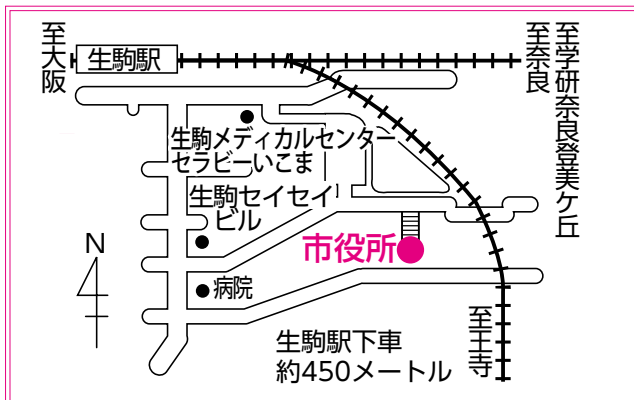 至大阪
生駒駅
至奈良
至学研奈良登美ケ丘
生駒メディカルセンター
セラビーいこま
生駒セイセイ
ビル
N
市役所
病院
至王寺
生駒駅下車
約450メートル